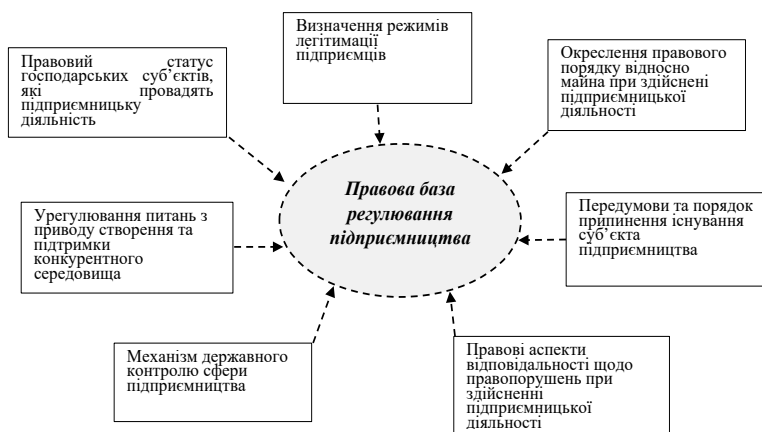 Визначення режимів
легітимації
підприємців
Правовий статус
господарських суб’єктів,
які провадять
підприємницьку
діяльність
Окреслення правового
порядку відносно
майна при здійснені
підприємницької
діяльності
Правова база
регулювання
підприємництва
Урегулювання питань з
приводу створення та
підтримки
конкурентного
середовища
Передумови та порядок
припинення існування
суб’єкта
підприємництва
Механізм державного
контролю сфери
підприємництва
Правові аспекти
відповідальності щодо
правопорушень при
здійсненні
підприємницької
діяльності